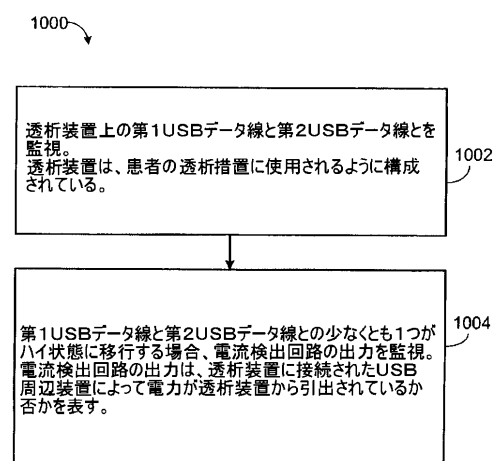 1000
透析装置上の第1USBデータ線と第2USBデータ線とを
監視。
透析装置は、患者の透析措置に使用されるように構成
されている。
1002
第1USBデータ線と第2USBデータ線との少なくとも1つが
ハイ状態に移行する場合、電流検出回路の出力を監視。
電流検出回路の出力は、透析装置に接続されたUSB
周辺装置によって電力が透析装置から引出されているか
否かを表す。
1004